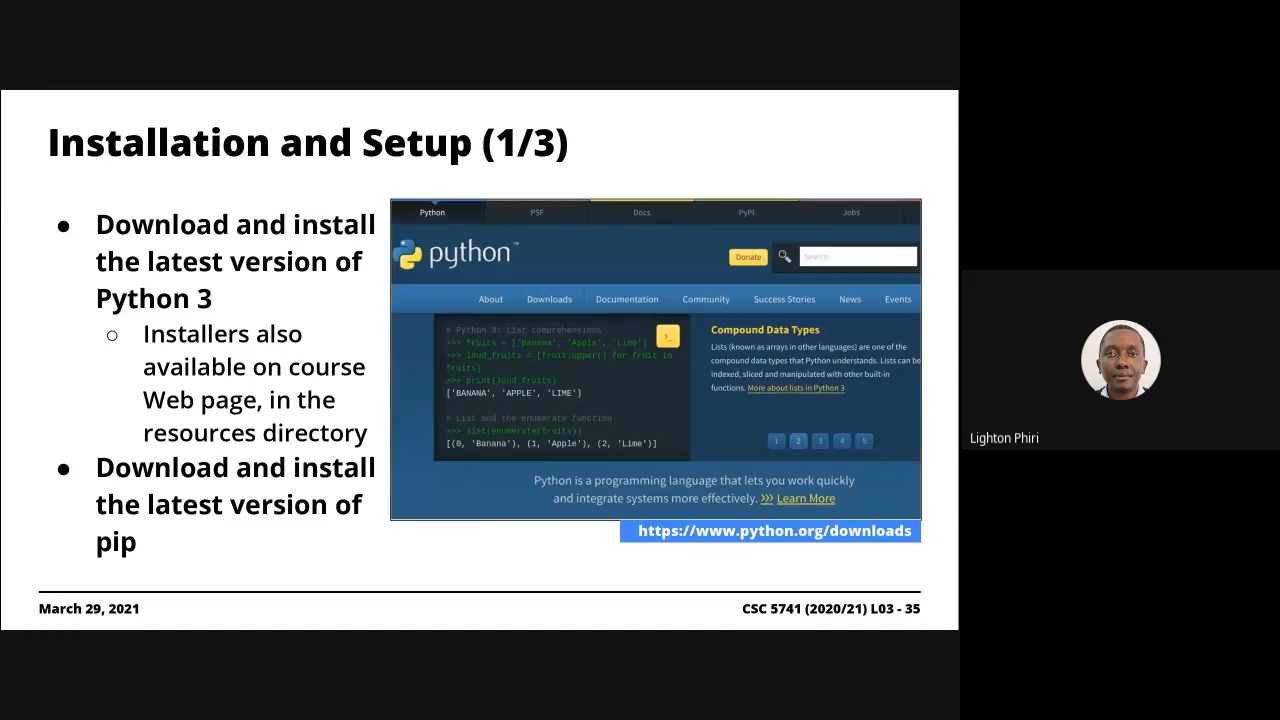 Installation and Setup (1/3)
● Download and install
the latest version of
Python 3
○ Installers also
available on course
Web page, in the
resources directory
● Download and install
the latest version of
pip
Python PSF Docs PyPI Jobs
python™
Donate Search
About Downloads Documentation Community Success Stories News Events
# Python 3: List comprehensions
>>> fruits = ['Banana', 'Apple', 'Lime']
>>> loud_fruits = [fruit.upper() for fruit in
fruits]
>>> print(loud_fruits)
['BANANA', 'APPLE', 'LIME']
# List and the enumerate function
>>> list(enumerate(fruits))
[(0, 'Banana'), (1, 'Apple'), (2, 'Lime')]
>_
Compound Data Types
Lists (known as arrays in other languages) are one of the
compound data types that Python understands. Lists can be
indexed, sliced and manipulated with other built-in
functions. More about lists in Python 3
1 2 3 4 5
Python is a programming language that lets you work quickly
and integrate systems more effectively. >>> Learn More
https://www.python.org/downloads
March 29, 2021
CSC 5741 (2020/21) L03 - 35
Lighton Phiri